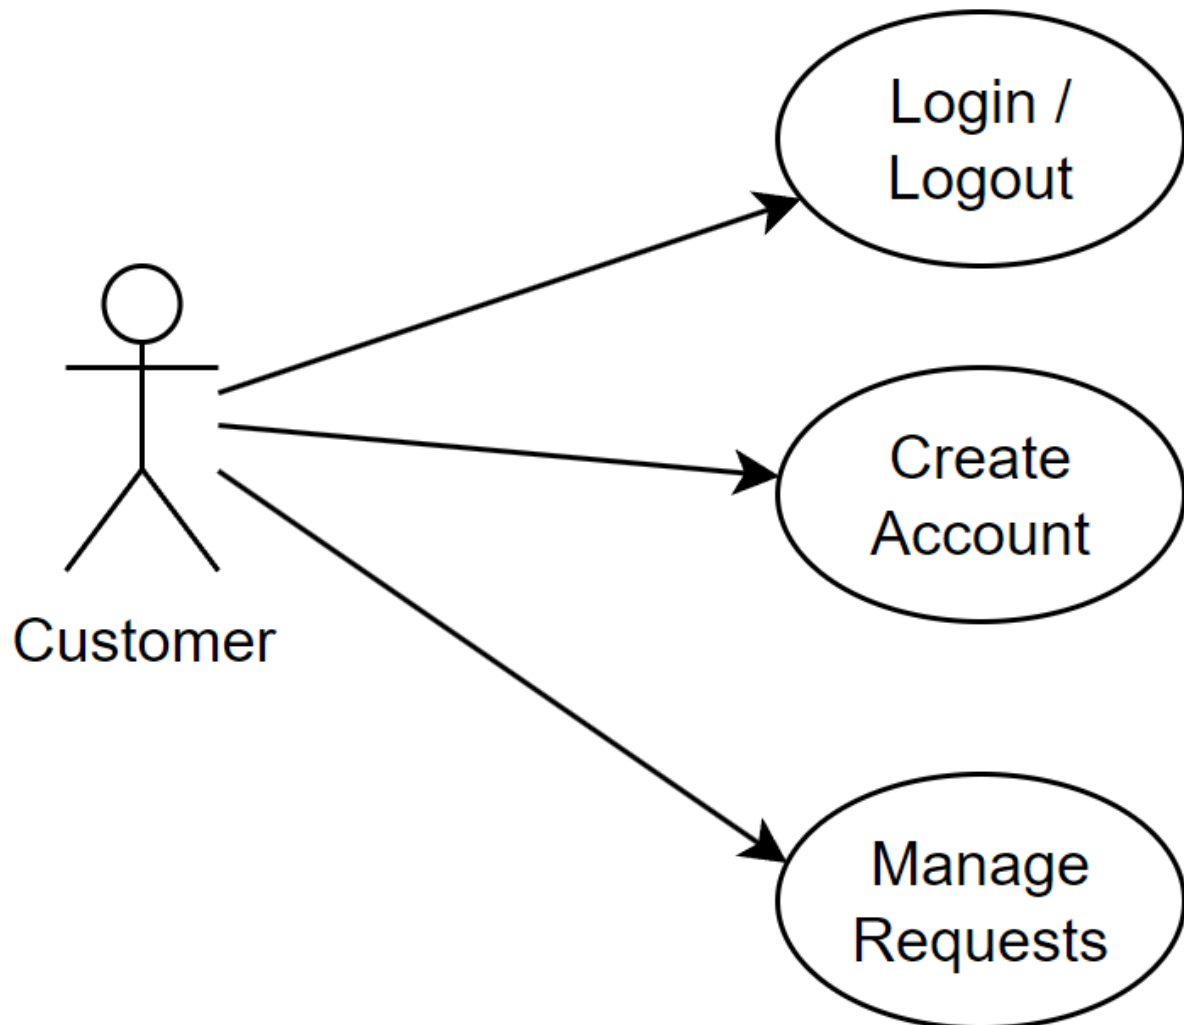 Login /
Logout
Create
Account
Customer
Manage
Requests